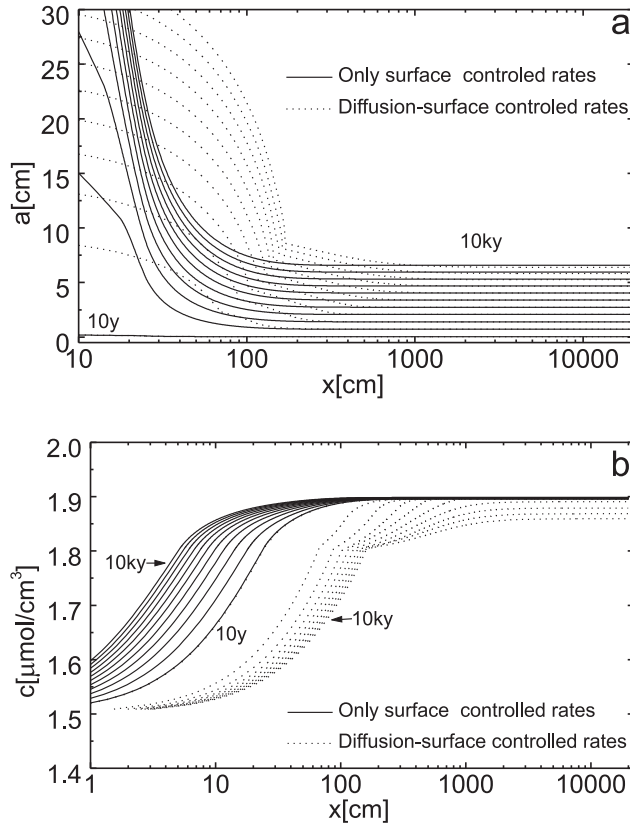 30
25
20
15
10
5
0
a[cm]
a
Only surface controled rates
Diffusion-surface controled rates
10ky
10y
10 100 1000 10000
x[cm]
2.0
1.9
1.8
1.7
1.6
1.5
1.4
c[µmol/cm³]
b
10ky
10y
10ky
Only surface controlled rates
Diffusion-surface controlled rates
1 10 100 1000 10000
x[cm]